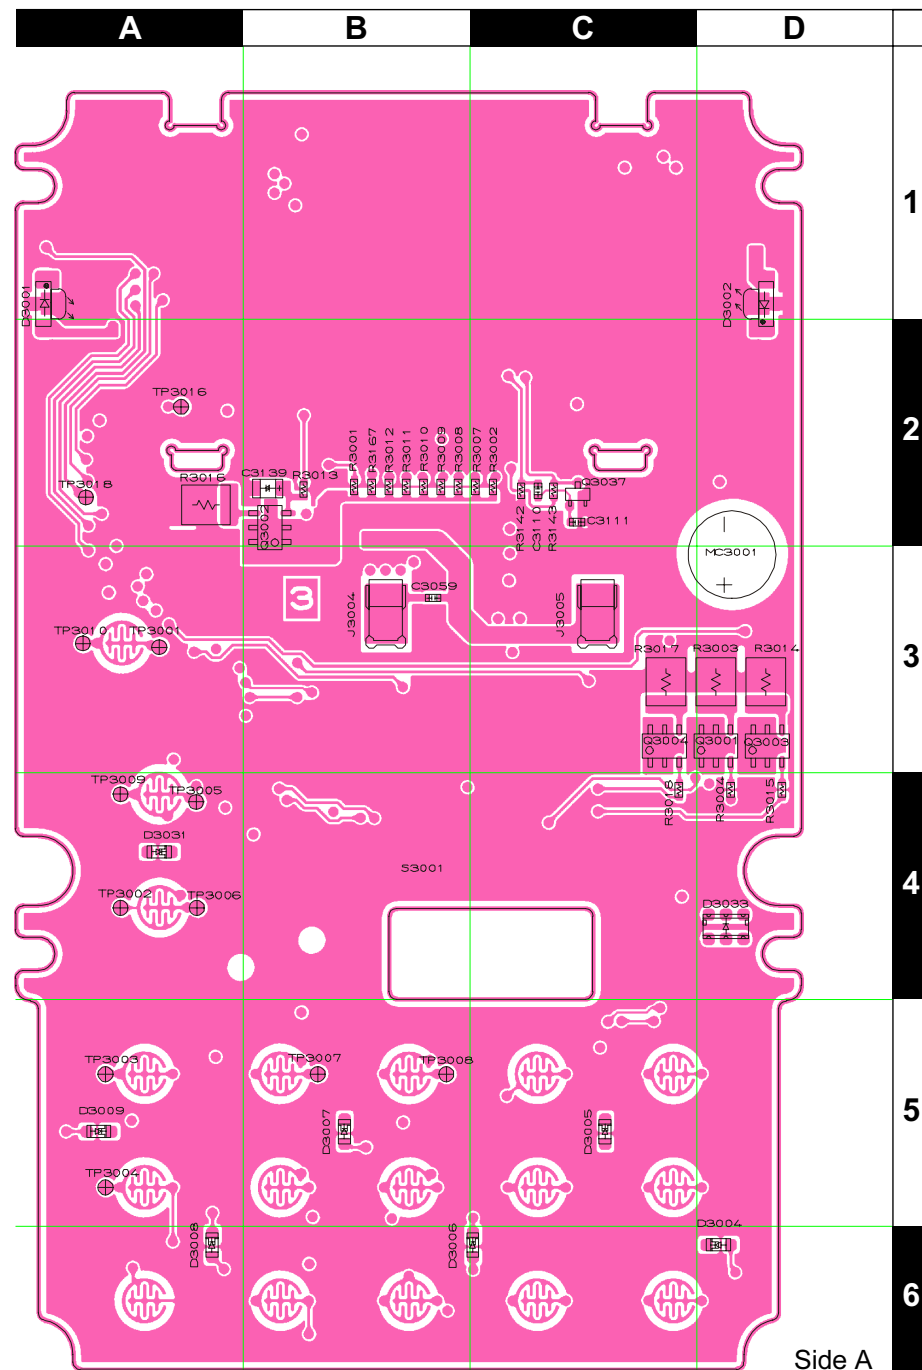 A B C D
1
D3001
D3002
TP3016
2
R3001
R3167
R3012
R3011
R3010
R3009
R3008
R3007
R3002
R3016
C3139
R3013
Q3037
TP3018
Q3002
R3142
C3110
R3143
C3111
MC3001
3
J3004
C3059
J3005
TP3010
TP3001
3
R3017
R3003
R3014
Q3004
Q3001
Q3003
TP3009
TP3005
R3018
R3004
R3015
D3031
S3001
4
TP3002
TP3006
D3033
TP3003
TP3007
TP3008
D3009
D3007
D3005
5
TP3004
D3008
D3006
D3004
6
Side A